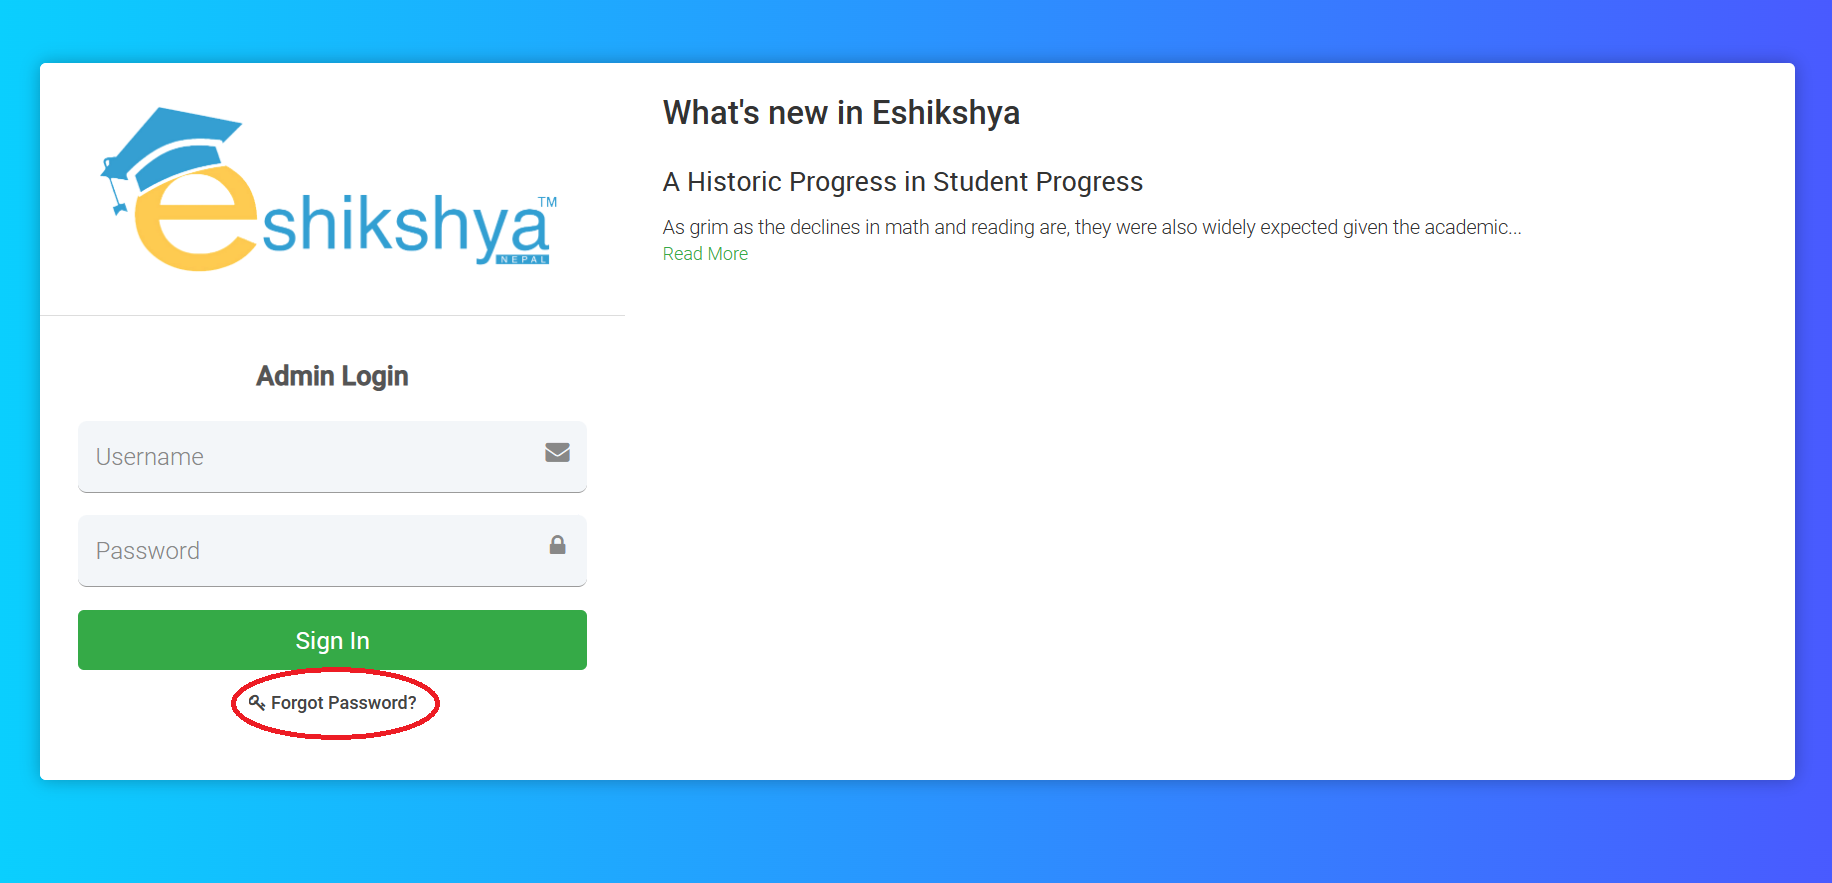 eshikshya™
NEPAL
Admin Login
Username
Password
Sign In
Forgot Password?
What's new in Eshikshya
A Historic Progress in Student Progress
As grim as the declines in math and reading are, they were also widely expected given the academic...
Read More